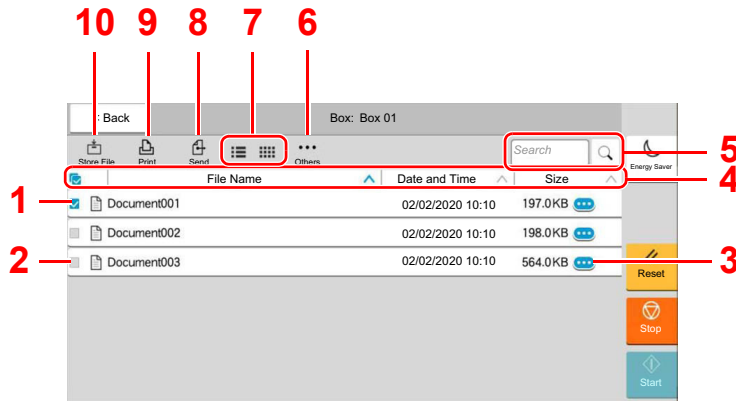 10 9 8 7 6
< Back
Box: Box 01
Store File Print Send Others
Search
5
Energy Saver
File Name Date and Time Size
4
1
Document001 02/02/2020 10:10 197.0KB
Document002 02/02/2020 10:10 198.0KB
2
Document003 02/02/2020 10:10 564.0KB
3
Reset
Stop
Start